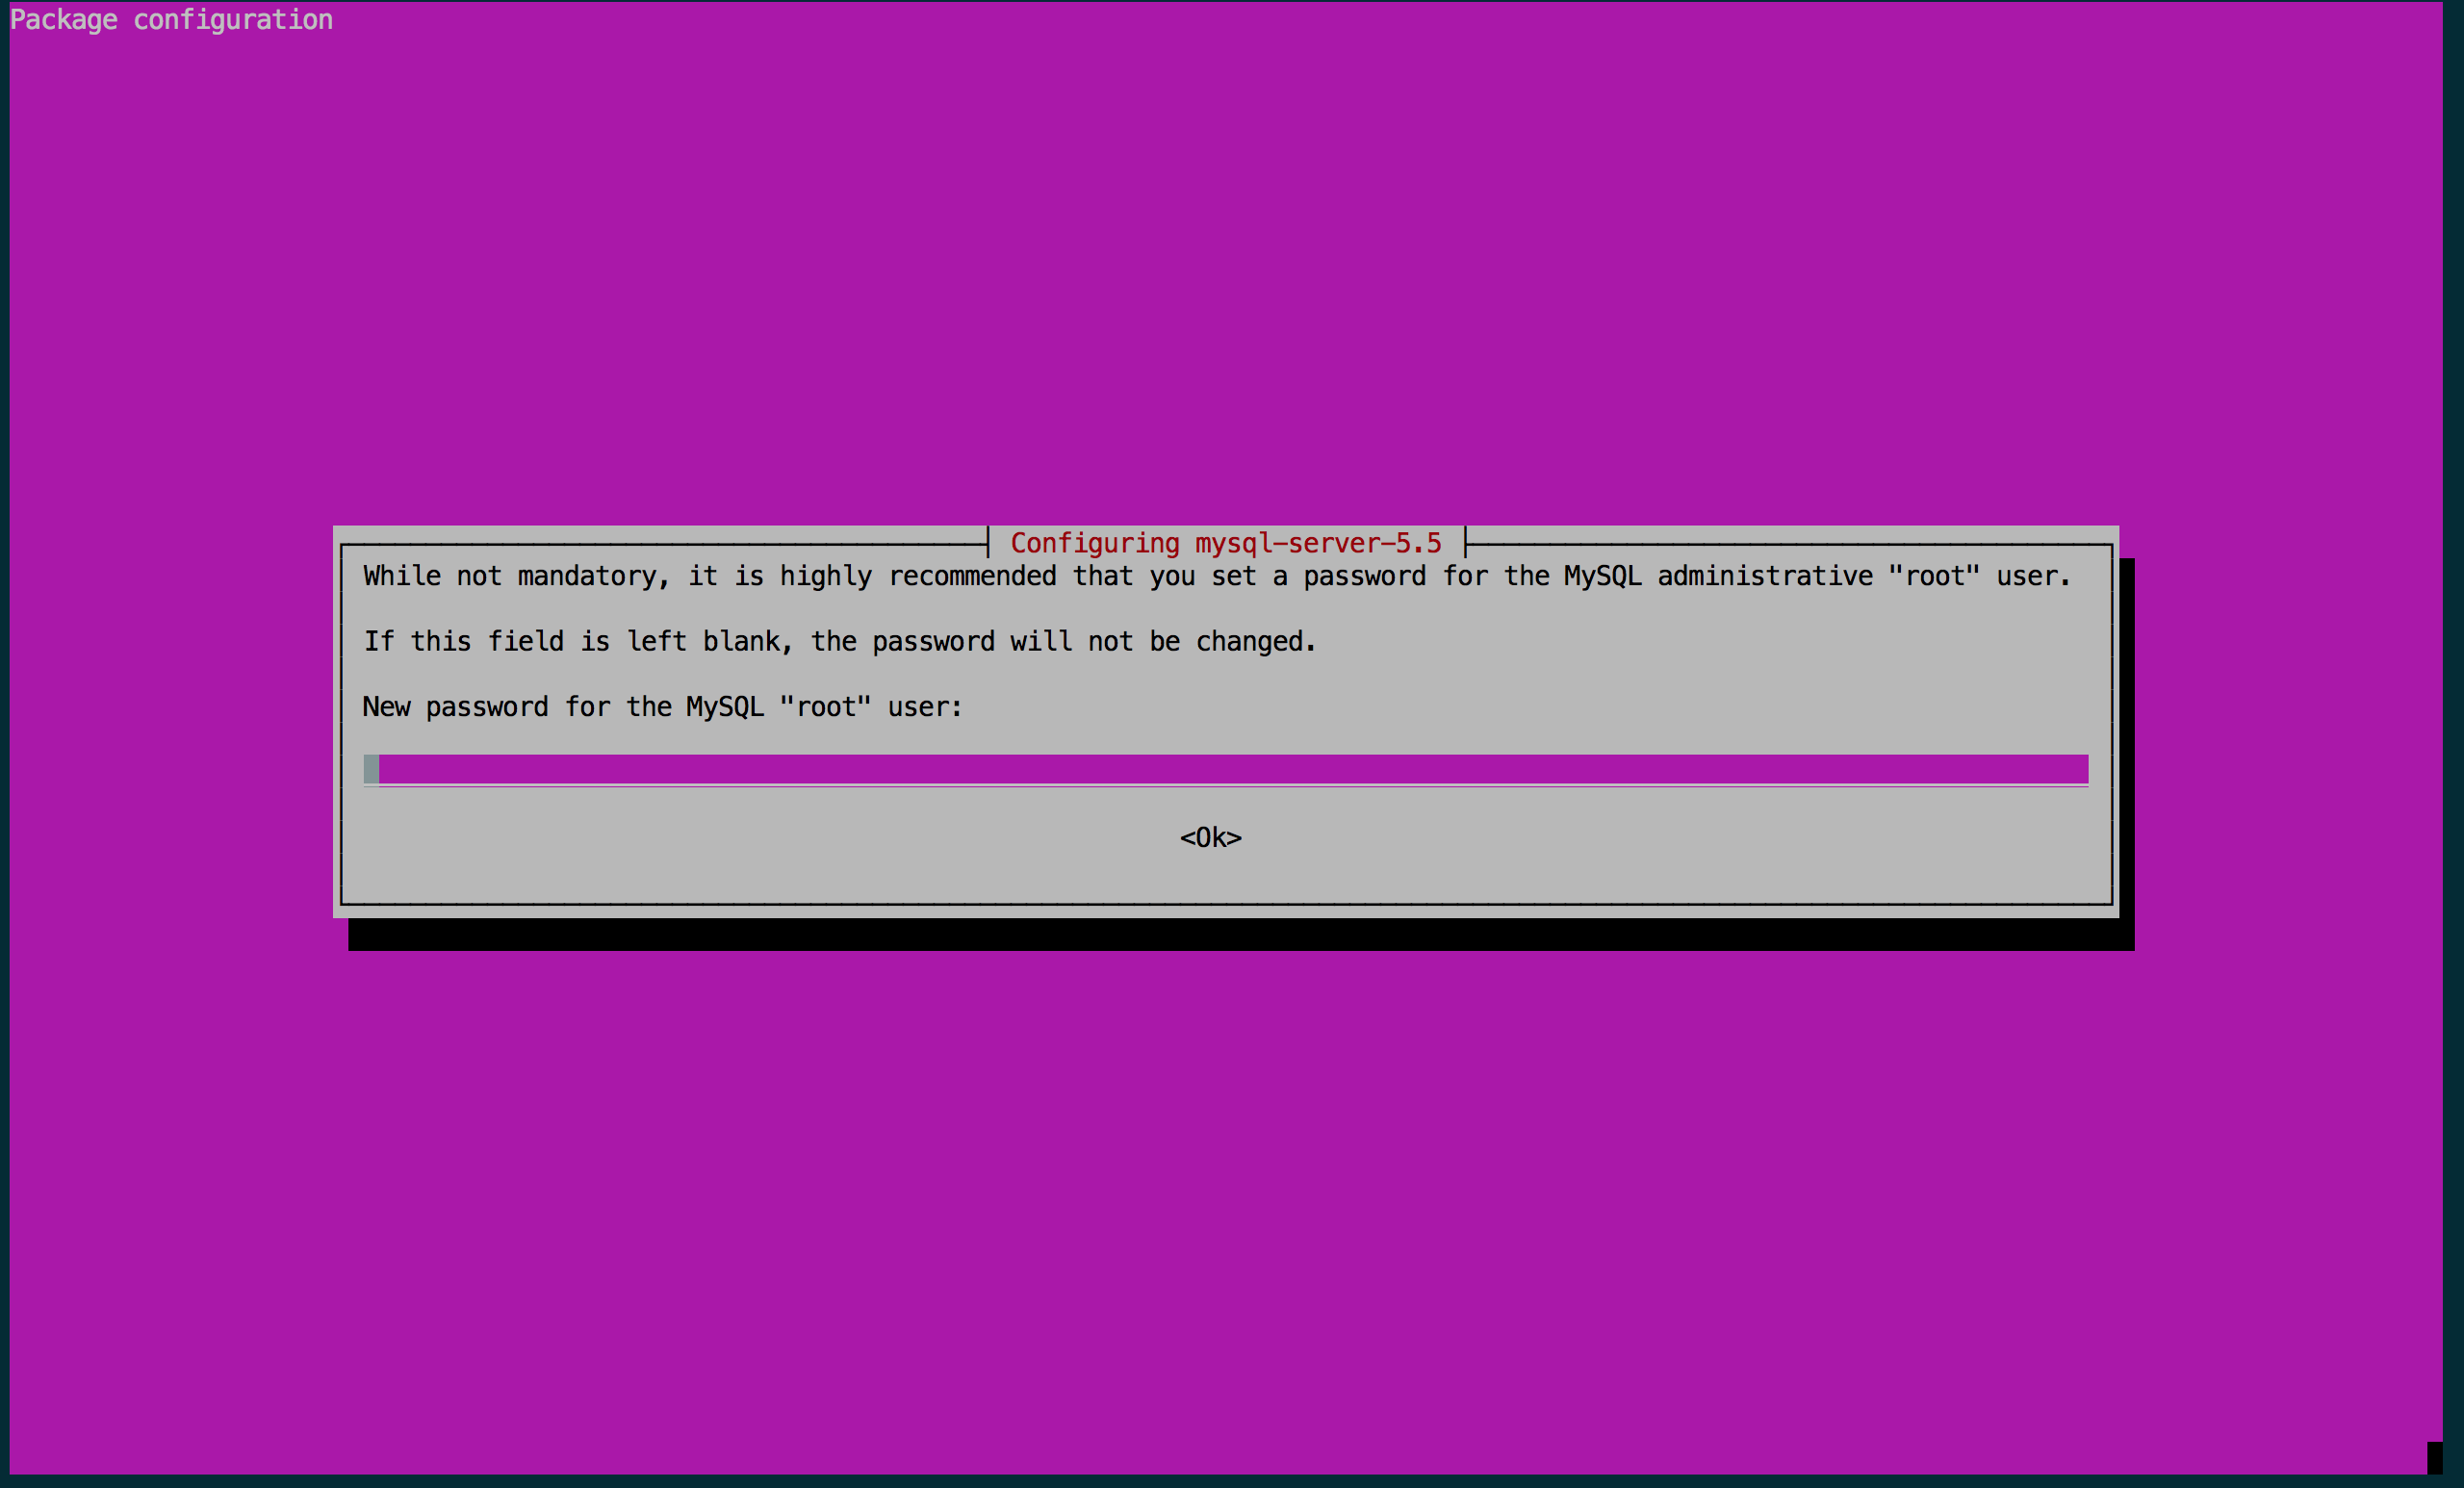 Package configuration
Configuring mysql-server-5.5
While not mandatory, it is highly recommended that you set a password for the MySQL administrative "root" user.
If this field is left blank, the password will not be changed.
New password for the MySQL "root" user:
<Ok>